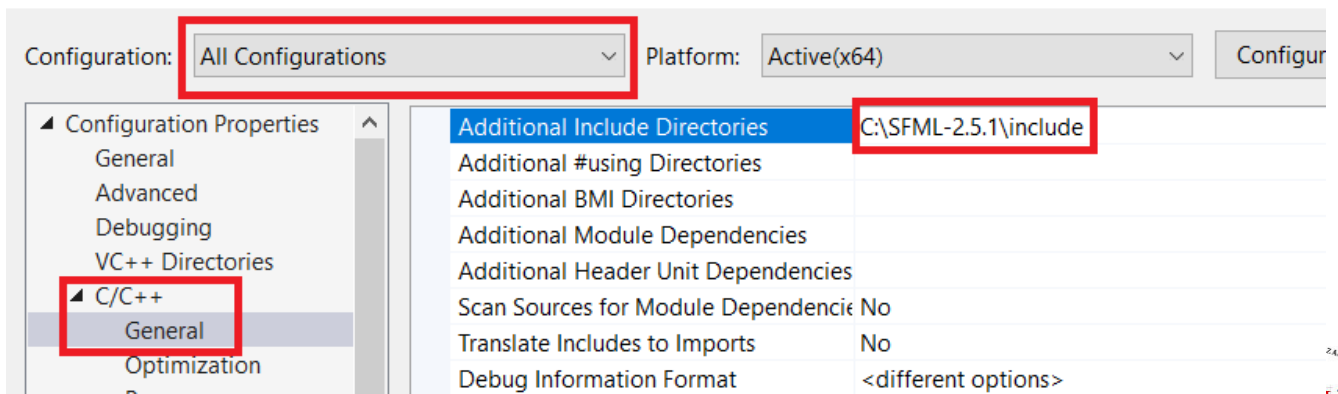 Configuration: All Configurations Platform: Active(x64)
Configuration Properties
General
Advanced
Debugging
VC++ Directories
C/C++
General
Optimization
Additional Include Directories C:\SFML-2.5.1\include
Additional #using Directories
Additional BMI Directories
Additional Module Dependencies
Additional Header Unit Dependencies
Scan Sources for Module Dependencie No
Translate Includes to Imports No
Debug Information Format <different options>